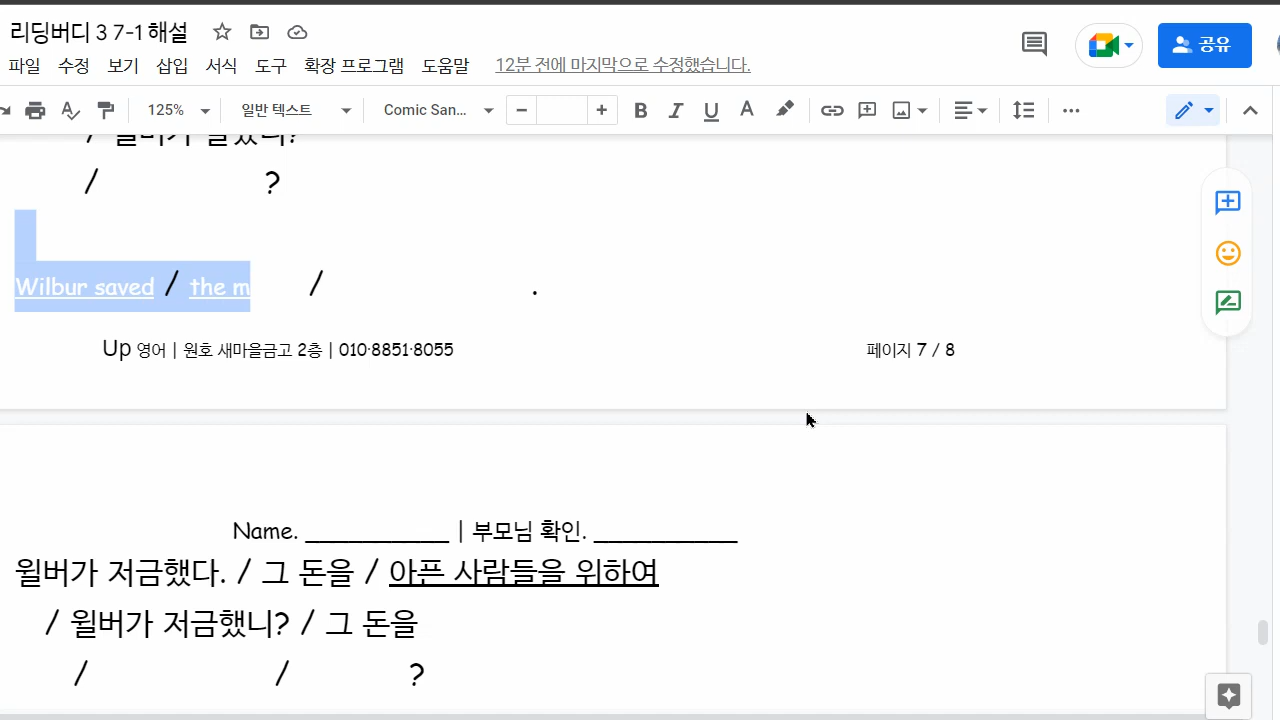 리딩버디 3 7-1 해설
파일 수정 보기 삽입 서식 도구 확장 프로그램 도움말 12분 전에 마지막으로 수정했습니다.
공유
125% 일반 텍스트 Comic San... − + B I U A
/ ?
Wilbur saved / the m / .
Up 영어 | 원호 새마을금고 2층 | 010·8851·8055 페이지 7 / 8
Name. ___________ | 부모님 확인. ___________
윌버가 저금했다. / 그 돈을 / 아픈 사람들을 위하여
/ 윌버가 저금했니? / 그 돈을
/ / ?